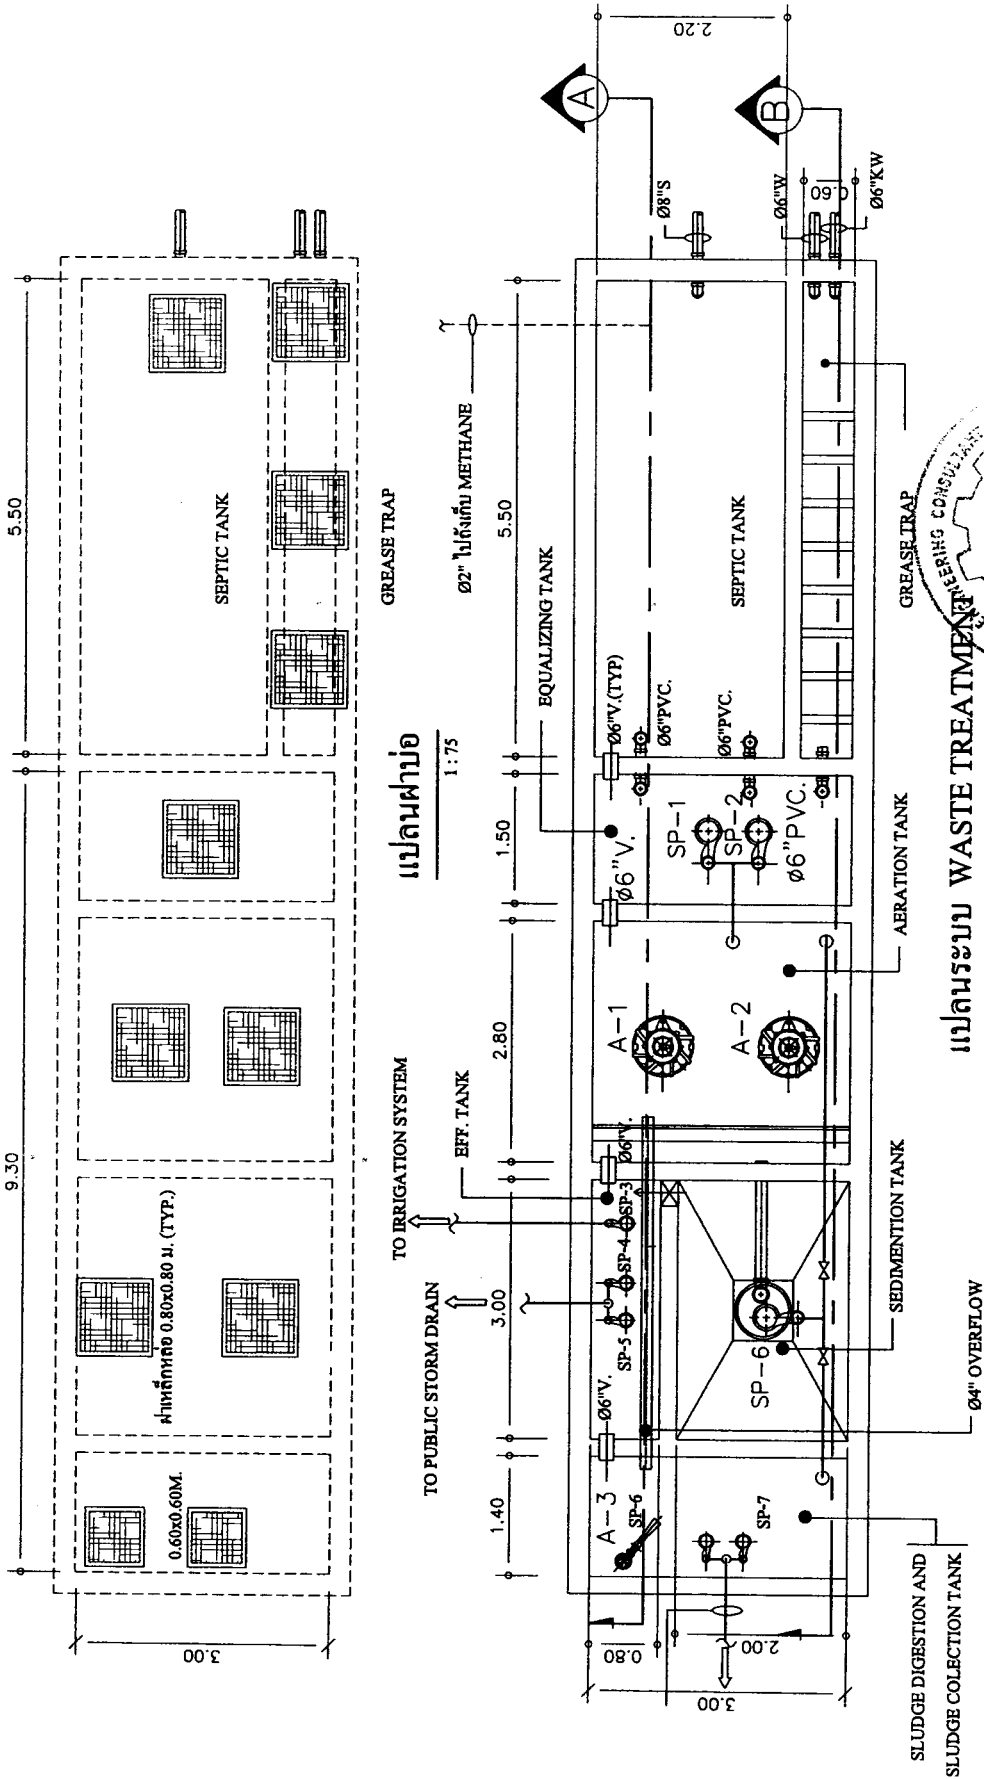 9.30
5.50
3.00
0.60x0.60M.
ฝาเหล็กหล่อ 0.80x0.80 ม. (TYP.)
SEPTIC TANK
GREASE TRAP
แปลนฝาบ่อ
1:75
TO PUBLIC STORM DRAIN
TO IRRIGATION SYSTEM
EFF. TANK
EQUALIZING TANK
Ø2" ไปถังเก็บ METHANE
1.40
3.00
2.80
1.50
5.50
Ø6"V.
Ø6"V.
Ø6"V.
Ø6"V.(TYP)
Ø6"PVC.
Ø6"PVC.
Ø6"PVC.
Ø8"S
Ø6"W
Ø6"KW
A
B
2.20
0.60
A-3
SP-6
SP-7
SP-5
SP-4
SP-3
SP-6
A-1
A-2
SP-1
SP-2
SEPTIC TANK
0.80
2.00
3.00
SLUDGE DIGESTION AND
SLUDGE COLECTION TANK
Ø4" OVERFLOW
SEDIMENTION TANK
AERATION TANK
GREASE TRAP
แปลนระบบ WASTE TREATMENT
NEERING CONSULTAN